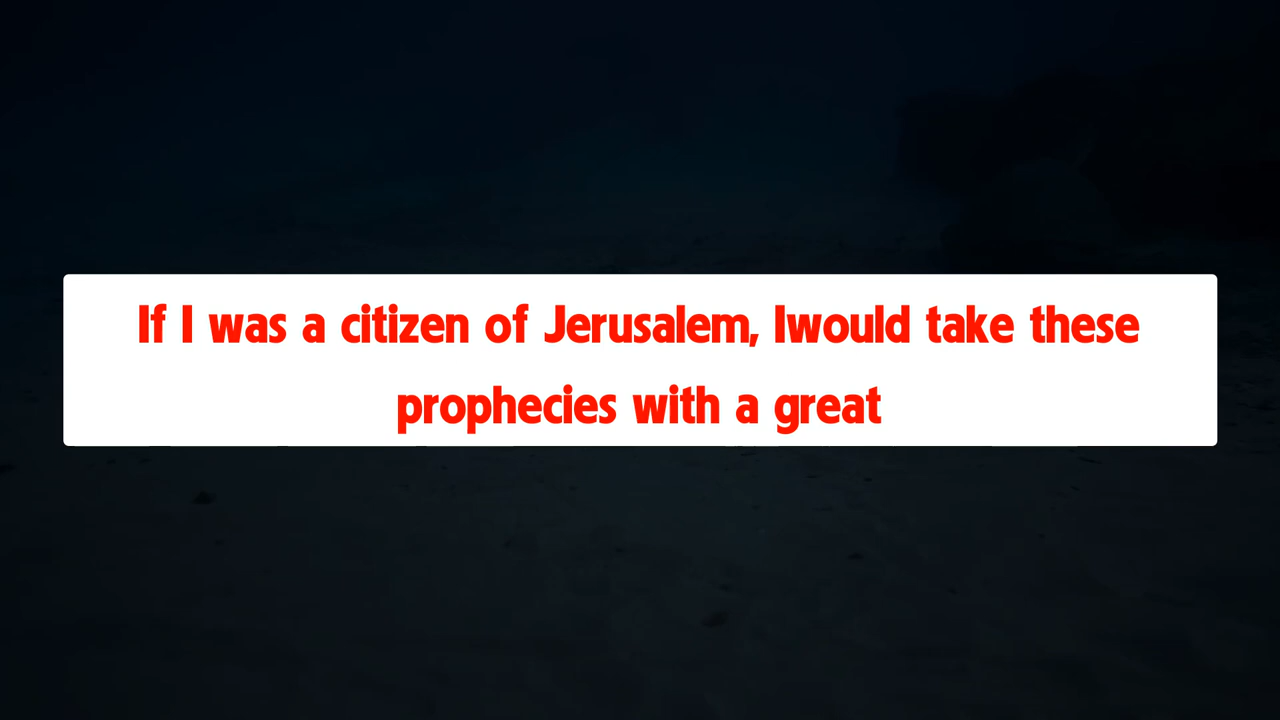 If I was a citizen of Jerusalem, Iwould take these
prophecies with a great